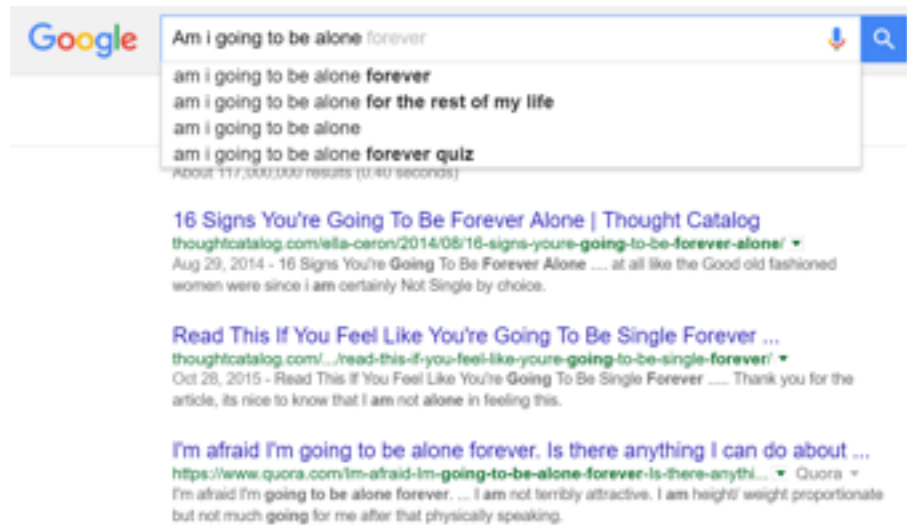 Google
Am i going to be alone forever
am i going to be alone forever
am i going to be alone for the rest of my life
am i going to be alone
am i going to be alone forever quiz
About 117,000,000 results (0.40 seconds)
16 Signs You're Going To Be Forever Alone | Thought Catalog
thoughtcatalog.com/ella-ceron/2014/08/16-signs-youre-going-to-be-forever-alone/
Aug 29, 2014 - 16 Signs You're Going To Be Forever Alone .... at all like the Good old fashioned
women were since i am certainly Not Single by choice.
Read This If You Feel Like You're Going To Be Single Forever ...
thoughtcatalog.com/.../read-this-if-you-feel-like-youre-going-to-be-single-forever/
Oct 28, 2015 - Read This If You Feel Like You're Going To Be Single Forever ..... Thank you for the
article, its nice to know that I am not alone in feeling this.
I'm afraid I'm going to be alone forever. Is there anything I can do about ...
https://www.quora.com/Im-afraid-Im-going-to-be-alone-forever-Is-there-anythi... Quora
I'm afraid I'm going to be alone forever. ... I am not terribly attractive. I am height/ weight proportionate
but not much going for me after that physically speaking.